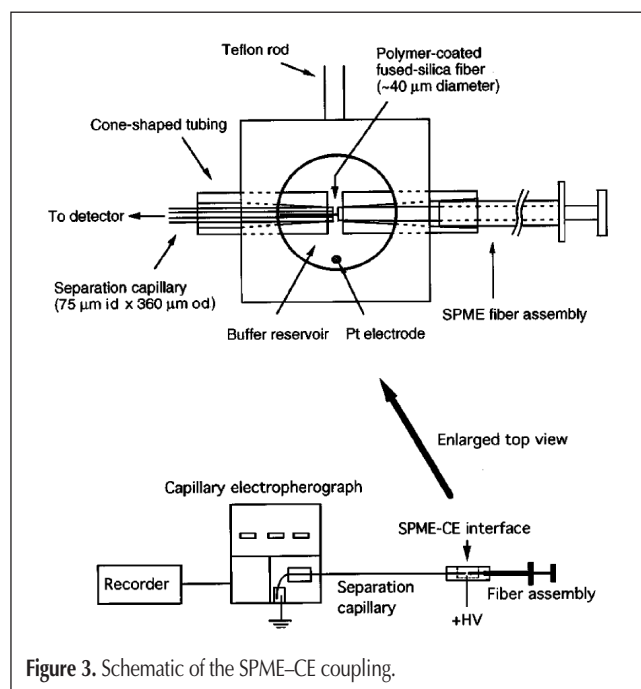 Teflon rod
Polymer-coated
fused-silica fiber
(~40 μm diameter)
Cone-shaped tubing
To detector
Separation capillary
(75 μm id x 360 μm od)
Buffer reservoir
Pt electrode
SPME fiber assembly
Enlarged top view
Capillary electropherograph
SPME-CE interface
Recorder
Separation
capillary
Fiber assembly
+HV
Figure 3. Schematic of the SPME–CE coupling.